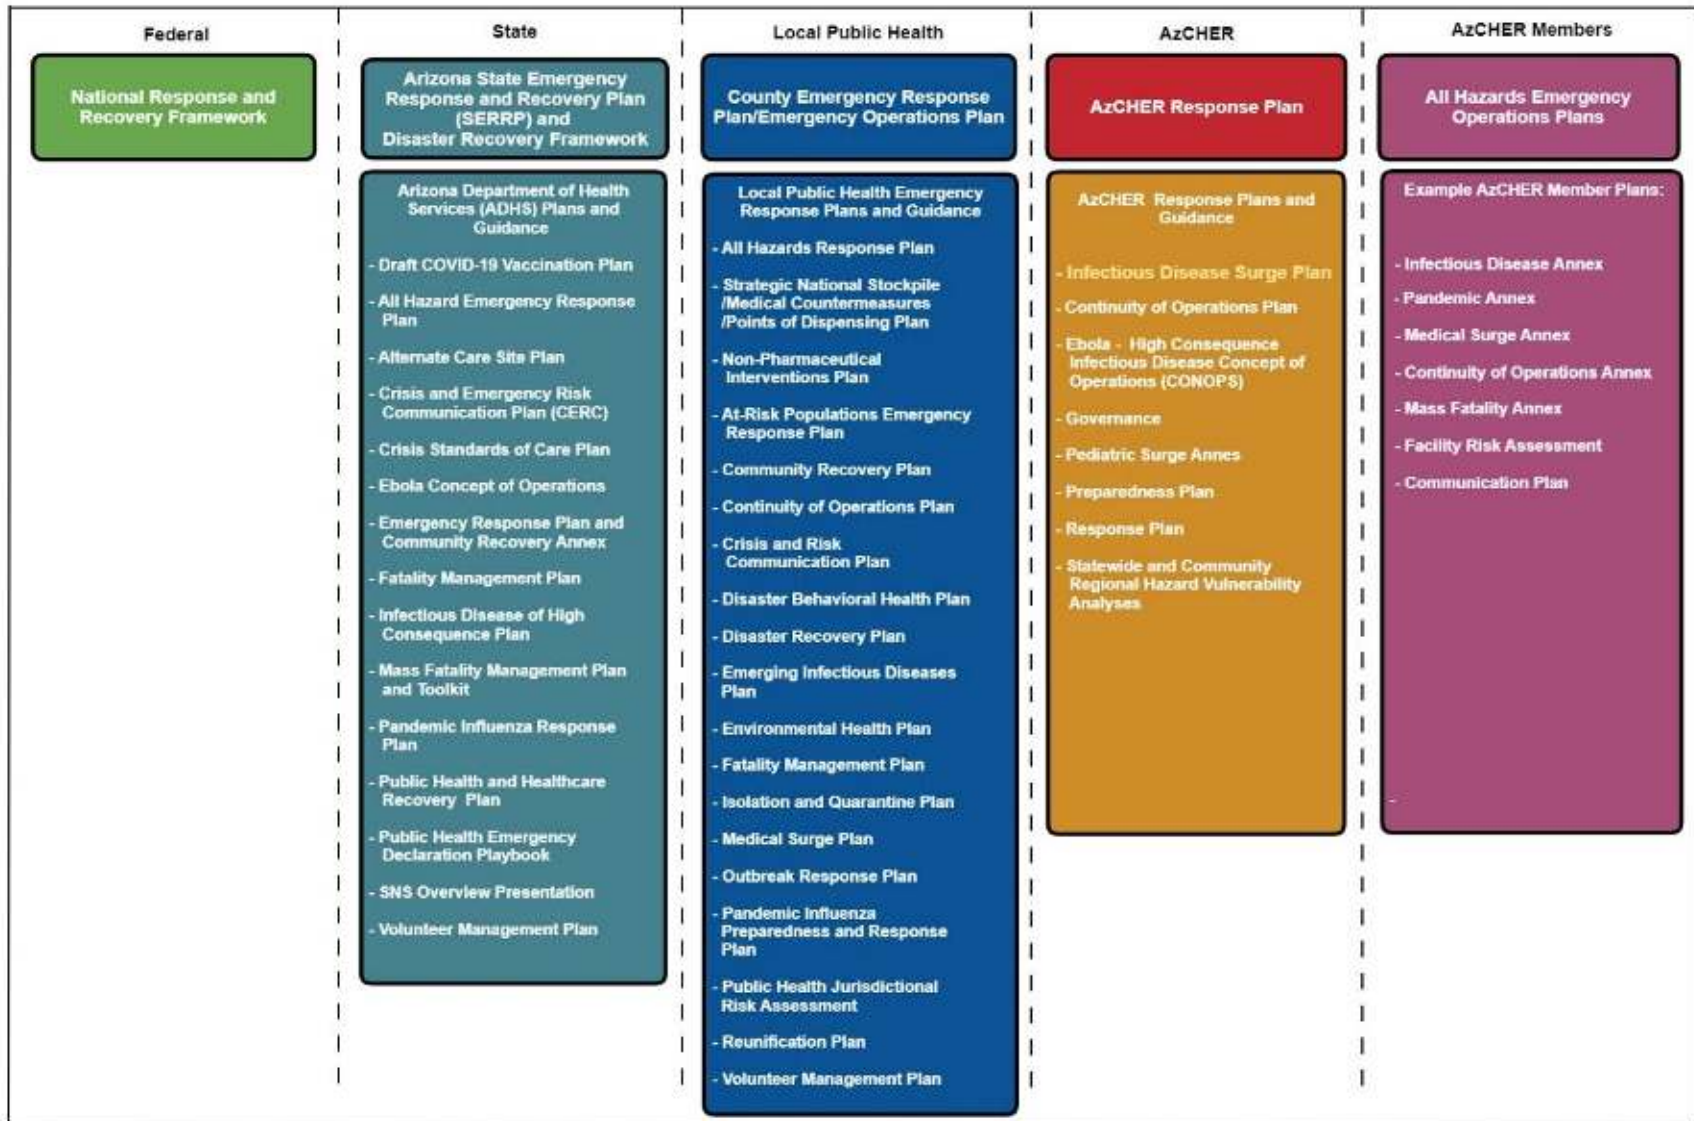 Federal
National Response and
Recovery Framework
State
Arizona State Emergency
Response and Recovery Plan
(SERRP) and
Disaster Recovery Framework
Arizona Department of Health
Services (ADHS) Plans and
Guidance
- Draft COVID-19 Vaccination Plan
- All Hazard Emergency Response
Plan
- Alternate Care Site Plan
- Crisis and Emergency Risk
Communication Plan (CERC)
- Crisis Standards of Care Plan
- Ebola Concept of Operations
- Emergency Response Plan and
Community Recovery Annex
- Fatality Management Plan
- Infectious Disease of High
Consequence Plan
- Mass Fatality Management Plan
and Toolkit
- Pandemic Influenza Response
Plan
- Public Health and Healthcare
Recovery Plan
- Public Health Emergency
Declaration Playbook
- SNS Overview Presentation
- Volunteer Management Plan
Local Public Health
County Emergency Response
Plan/Emergency Operations Plan
Local Public Health Emergency
Response Plans and Guidance
- All Hazards Response Plan
- Strategic National Stockpile
/Medical Countermeasures
/Points of Dispensing Plan
- Non-Pharmaceutical
Interventions Plan
- At-Risk Populations Emergency
Response Plan
- Community Recovery Plan
- Continuity of Operations Plan
- Crisis and Risk
Communication Plan
- Disaster Behavioral Health Plan
- Disaster Recovery Plan
- Emerging Infectious Diseases
Plan
- Environmental Health Plan
- Fatality Management Plan
- Isolation and Quarantine Plan
- Medical Surge Plan
- Outbreak Response Plan
- Pandemic Influenza
Preparedness and Response
Plan
- Public Health Jurisdictional
Risk Assessment
- Reunification Plan
- Volunteer Management Plan
AzCHER
AzCHER Response Plan
AzCHER Response Plans and
Guidance
- Infectious Disease Surge Plan
- Continuity of Operations Plan
- Ebola - High Consequence
Infectious Disease Concept of
Operations (CONOPS)
- Governance
- Pediatric Surge Annes
- Preparedness Plan
- Response Plan
- Statewide and Community
Regional Hazard Vulnerability
Analyses
AzCHER Members
All Hazards Emergency
Operations Plans
Example AzCHER Member Plans:
- Infectious Disease Annex
- Pandemic Annex
- Medical Surge Annex
- Continuity of Operations Annex
- Mass Fatality Annex
- Facility Risk Assessment
- Communication Plan
-